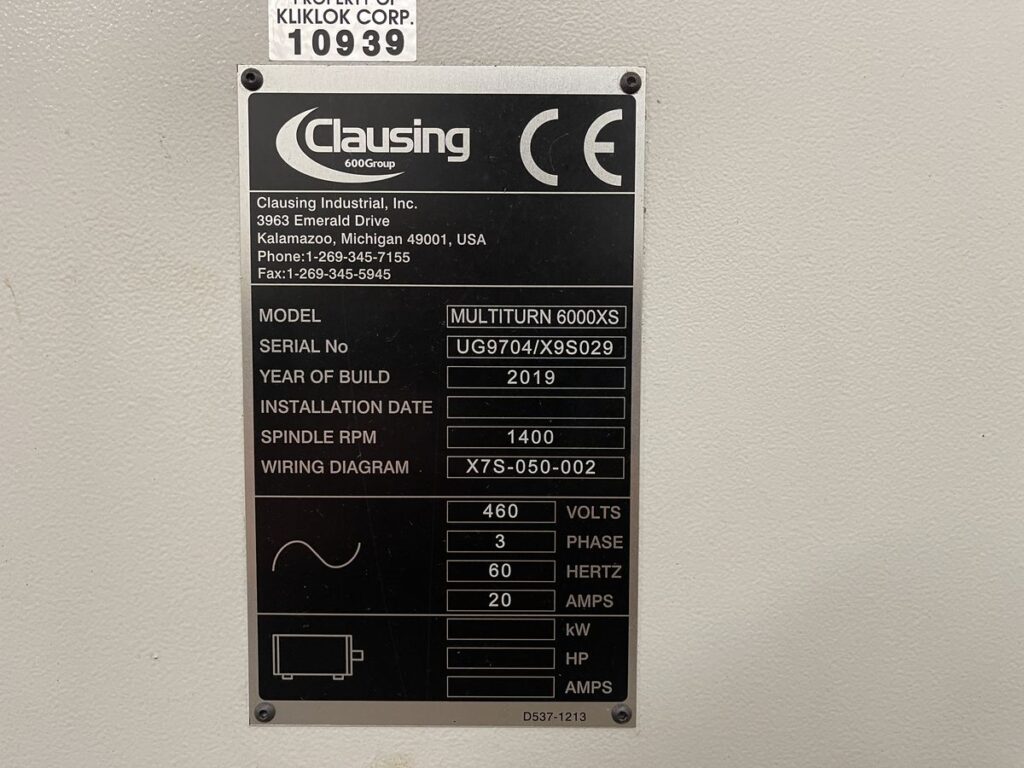 PROPERTY OF
KLIKLOK CORP.
10939
Clausing
600Group
CE
Clausing Industrial, Inc.
3963 Emerald Drive
Kalamazoo, Michigan 49001, USA
Phone:1-269-345-7155
Fax:1-269-345-5945
MODEL MULTITURN 6000XS
SERIAL No UG9704/X9S029
YEAR OF BUILD 2019
INSTALLATION DATE
SPINDLE RPM 1400
WIRING DIAGRAM X7S-050-002
460 VOLTS
3 PHASE
60 HERTZ
20 AMPS
kW
HP
AMPS
D537-1213